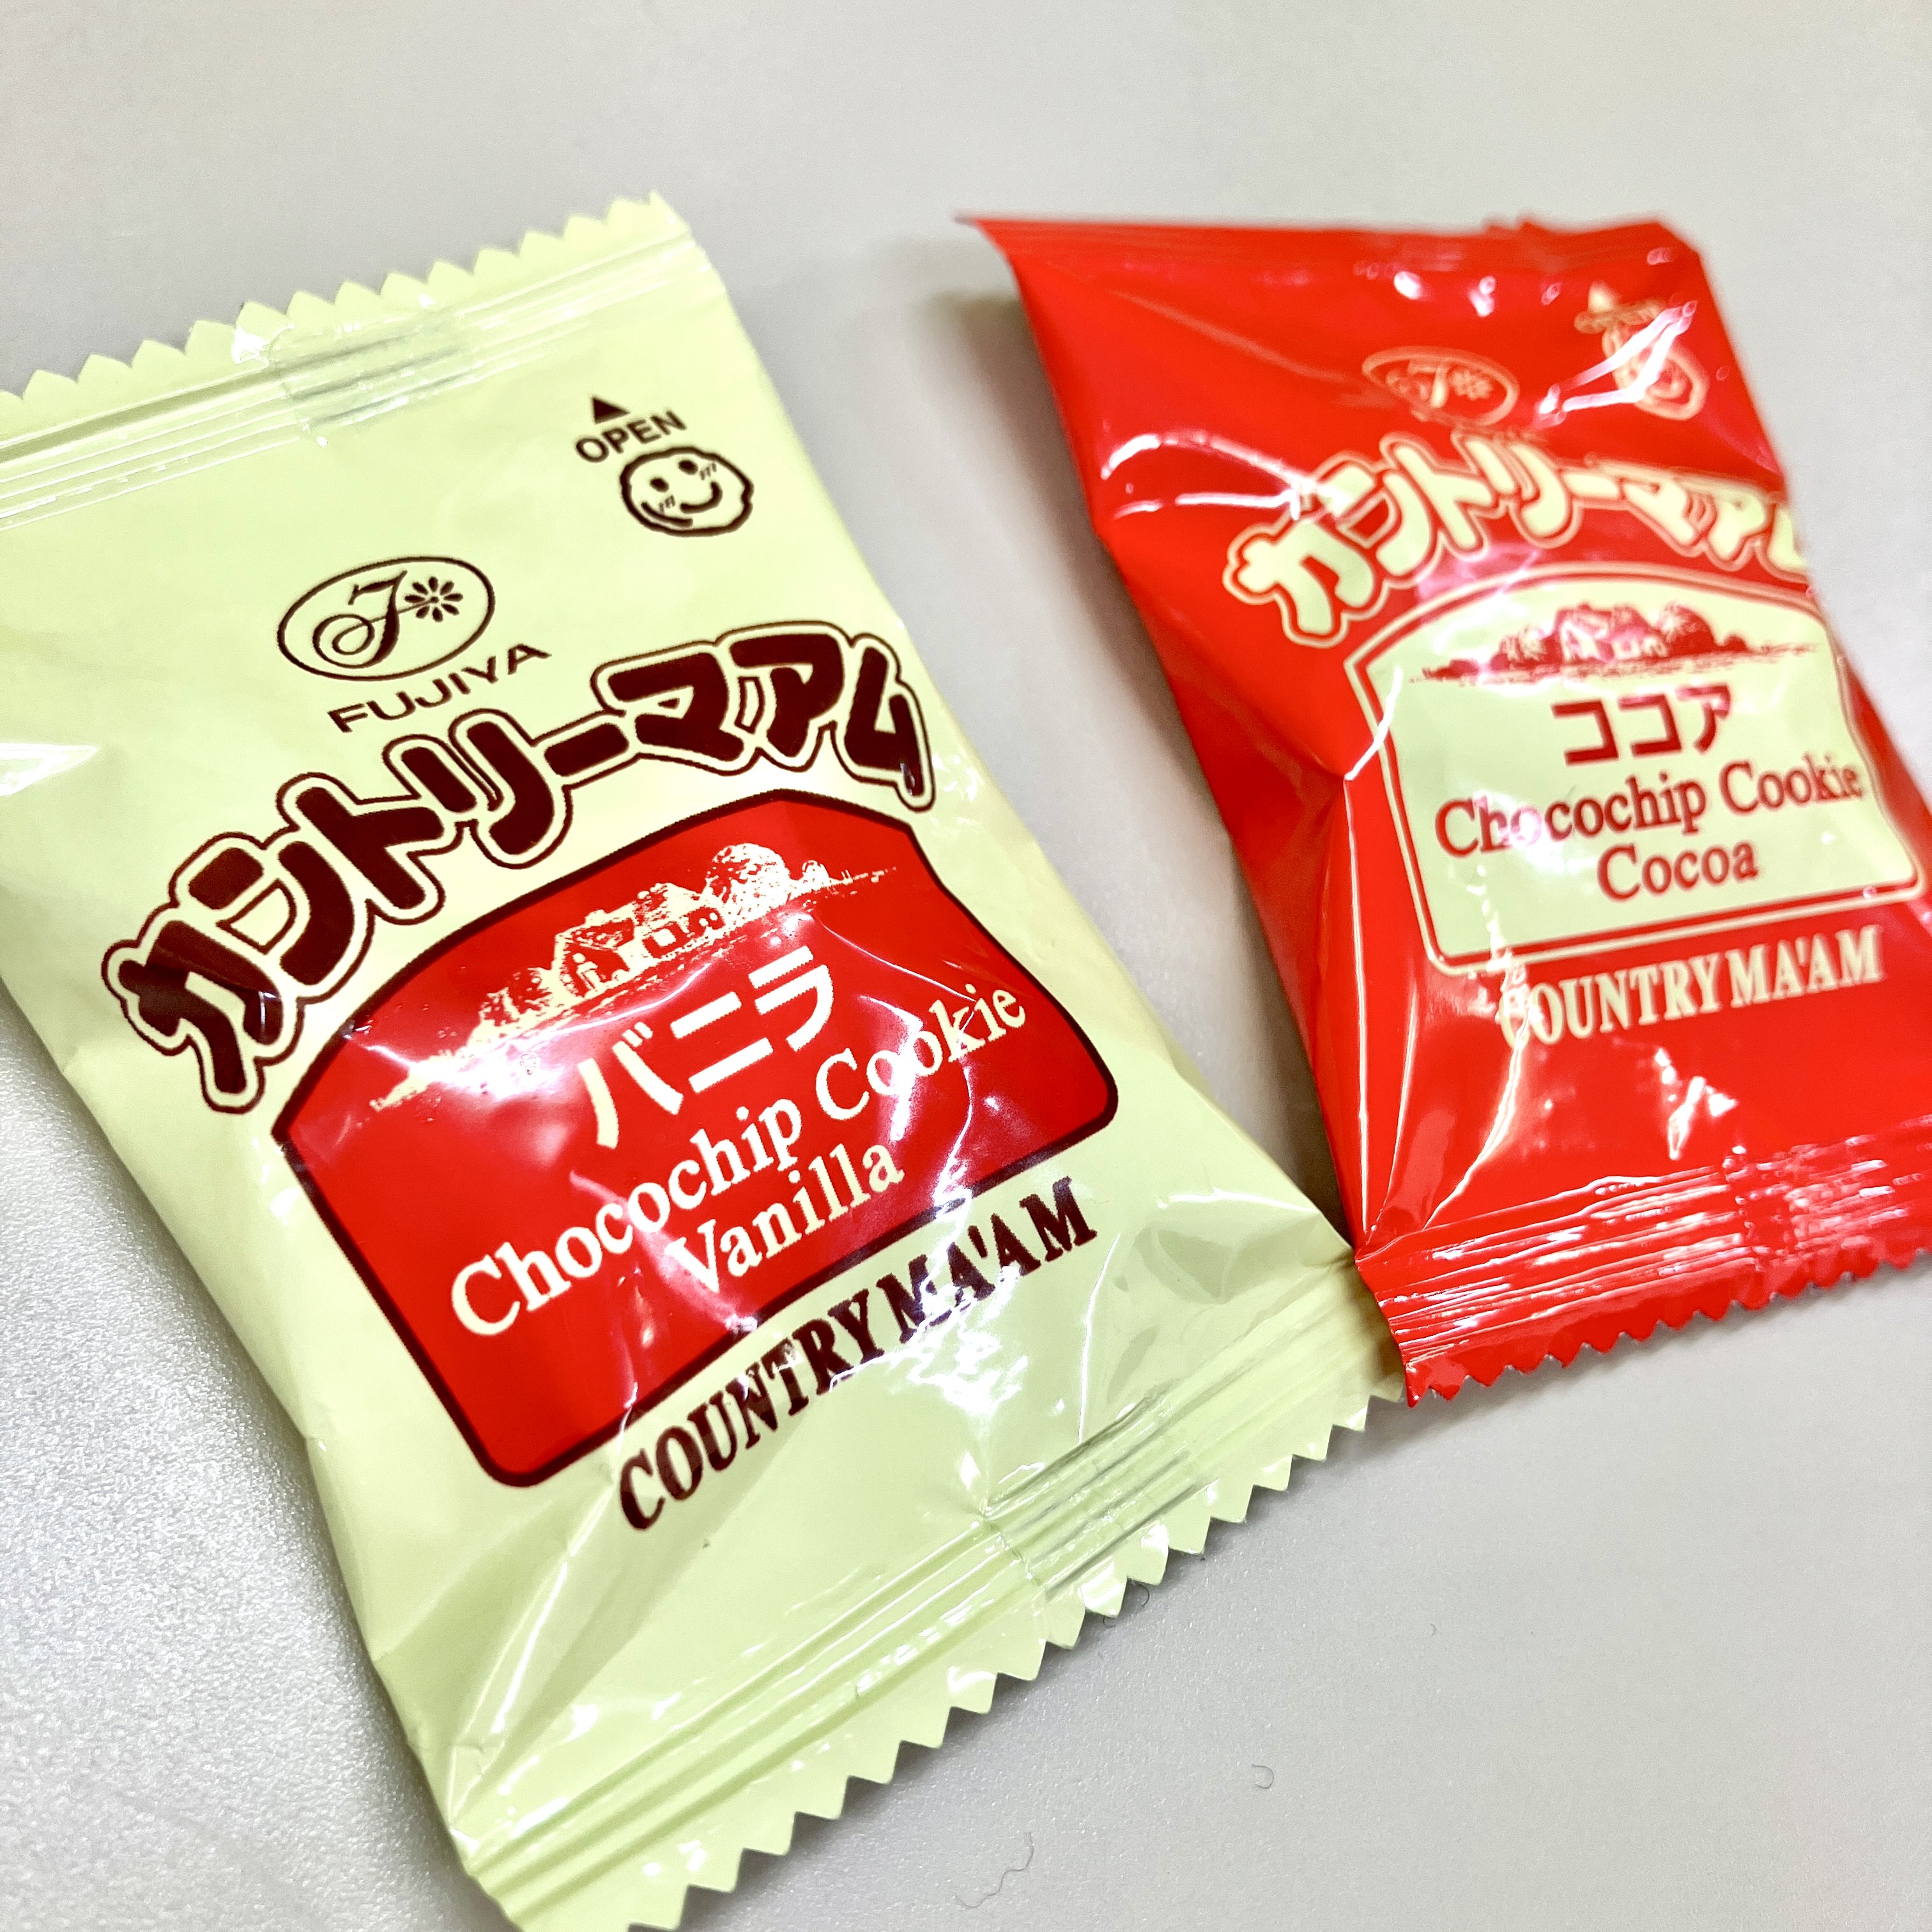 OPEN
FUJIYA
カントリーマアム
バニラ
Chocochip Cookie
Vanilla
COUNTRY MA'AM
OPEN
カントリーマアム
ココア
Chocochip Cookie
Cocoa
COUNTRY MA'AM